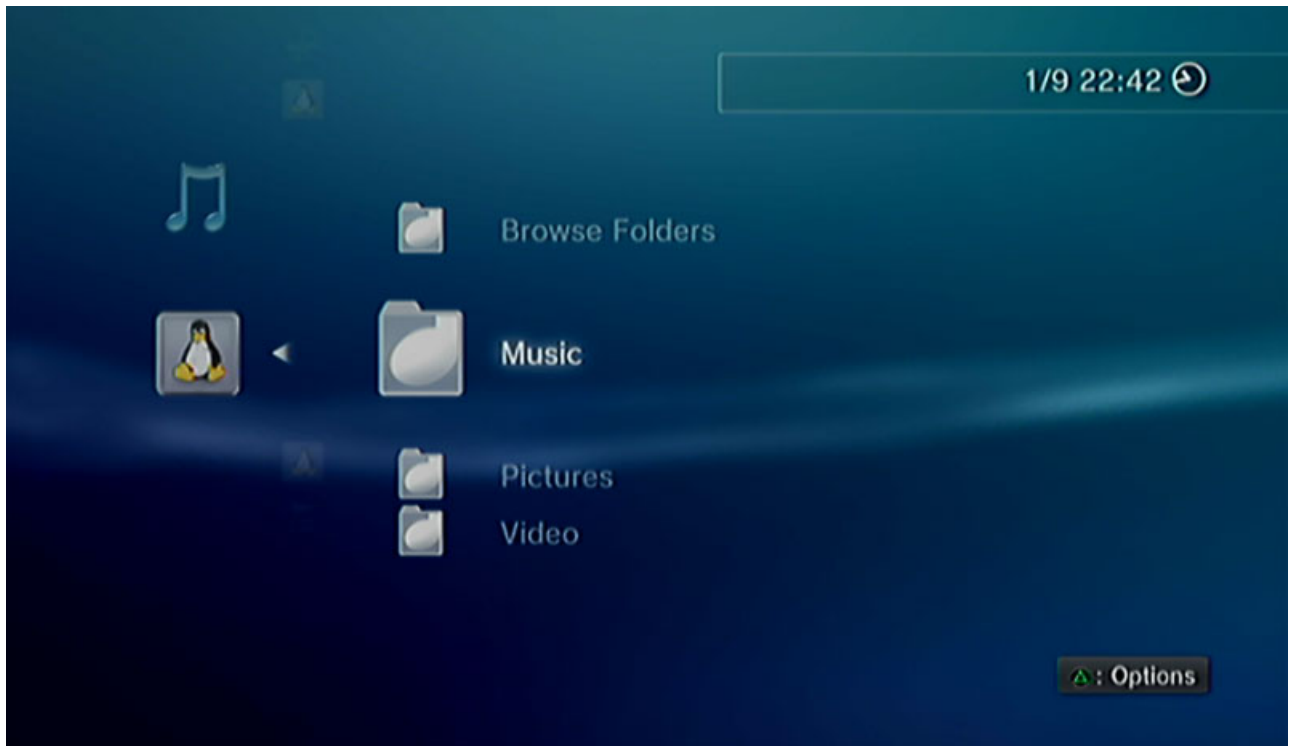 1/9 22:42
Browse Folders
Music
Pictures
Video
: Options